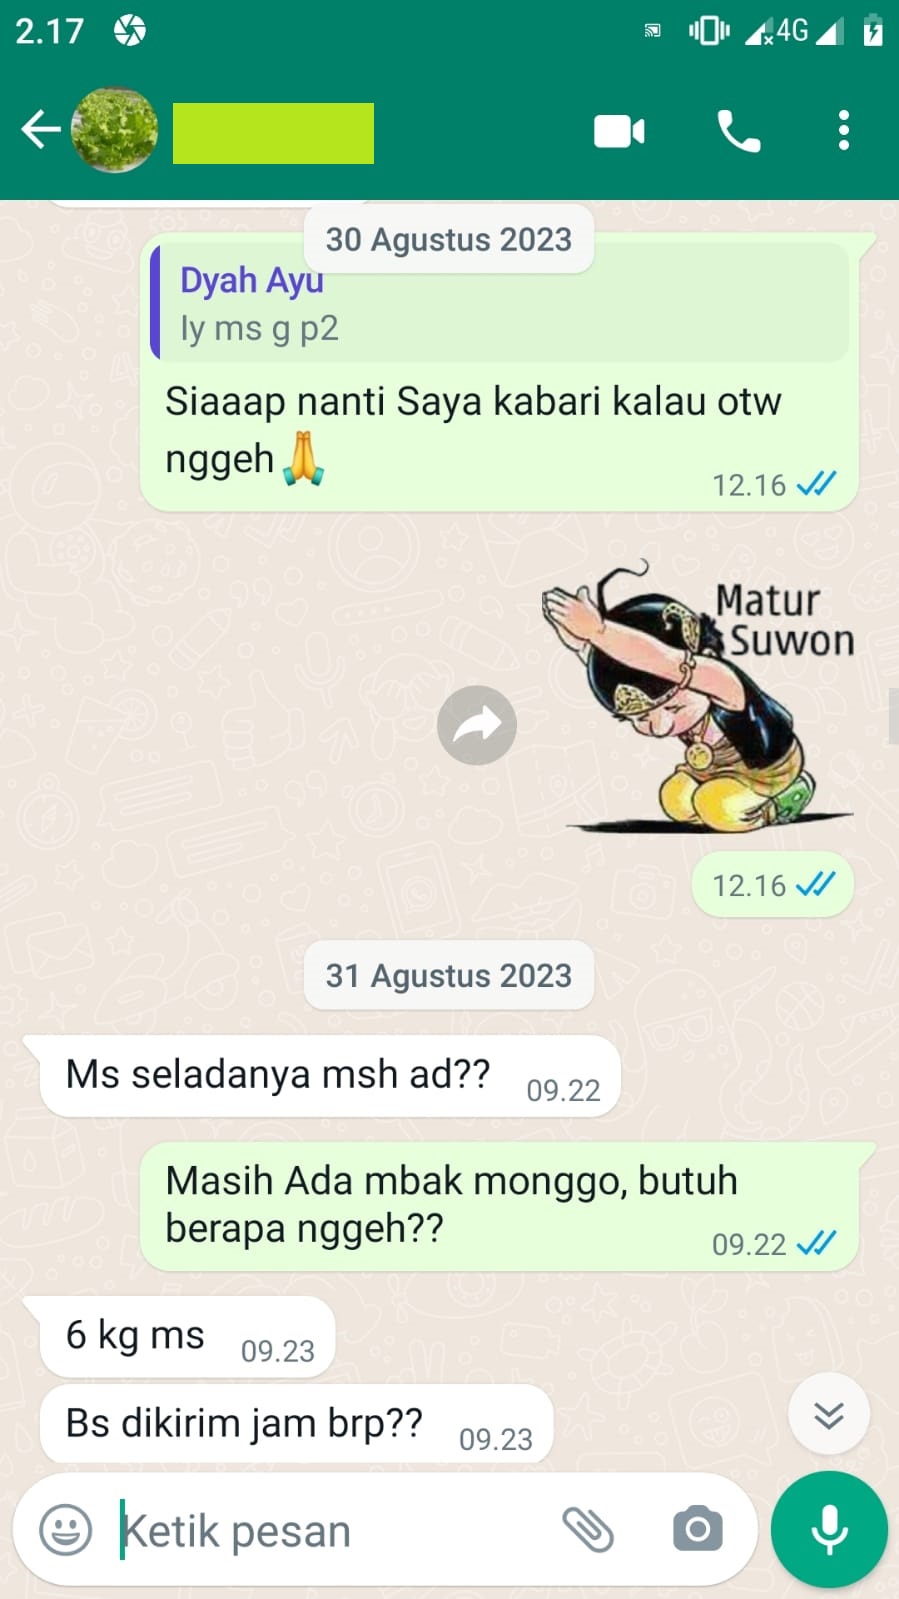 2.17
4G
30 Agustus 2023
Dyah Ayu
Iy ms g p2
Siaaap nanti Saya kabari kalau otw
nggeh🙏
12.16
Matur
Suwon
12.16
31 Agustus 2023
Ms seladanya msh ad??
09.22
Masih Ada mbak monggo, butuh
berapa nggeh??
09.22
6 kg ms
09.23
Bs dikirim jam brp??
09.23
Ketik pesan